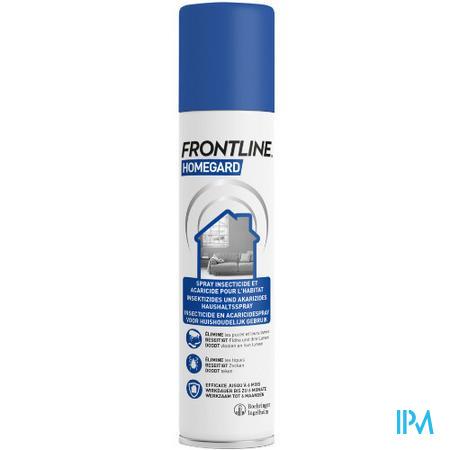 FRONTLINE
HOMEGARD
SPRAY INSECTICIDE ET
ACARICIDE POUR L'HABITAT
INSEKTIZIDES UND AKARIZIDES
HAUSHALTSSPRAY
INSECTICIDE EN ACARICIDESPRAY
VOOR HUISHOUDELIJK GEBRUIK
ÉLIMINE les puces et leurs larves
BESEITIGT Flöhe und ihre Larven
DOODT vlooien en hun larven
ÉLIMINE les tiques
BESEITIGT Zecken
DOODT teken
EFFICACE JUSQU'À 6 MOIS
WIRKDAUER BIS ZU 6 MONATE
WERKZAAM TOT 6 MAANDEN
Boehringer
Ingelheim
IPM